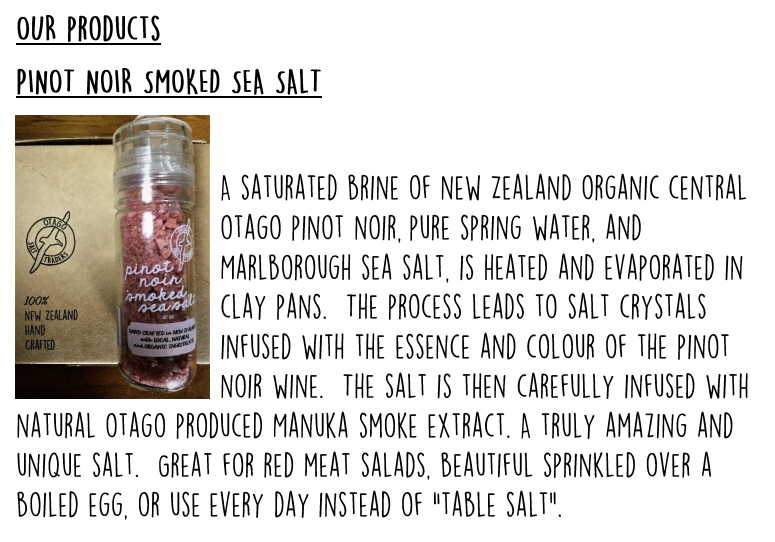 OUR PRODUCTS
PINOT NOIR SMOKED SEA SALT
OTAGO
SALT TRADERS
100%
NEW ZEALAND
HAND
CRAFTED
pinot
noir
smoked
sea salt
HAND CRAFTED in NEW ZEALAND
with LOCAL, NATURAL
and ORGANIC INGREDIENTS
A SATURATED BRINE OF NEW ZEALAND ORGANIC CENTRAL
OTAGO PINOT NOIR, PURE SPRING WATER, AND
MARLBOROUGH SEA SALT, IS HEATED AND EVAPORATED IN
CLAY PANS. THE PROCESS LEADS TO SALT CRYSTALS
INFUSED WITH THE ESSENCE AND COLOUR OF THE PINOT
NOIR WINE. THE SALT IS THEN CAREFULLY INFUSED WITH
NATURAL OTAGO PRODUCED MANUKA SMOKE EXTRACT. A TRULY AMAZING AND
UNIQUE SALT. GREAT FOR RED MEAT SALADS, BEAUTIFUL SPRINKLED OVER A
BOILED EGG, OR USE EVERY DAY INSTEAD OF "TABLE SALT".